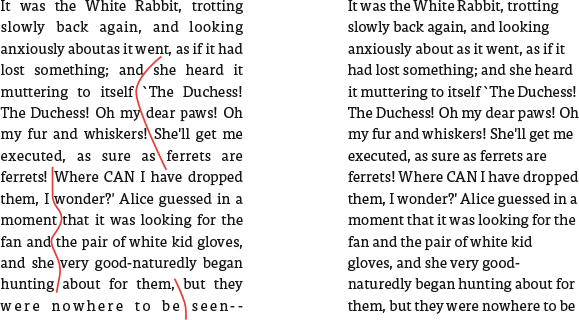 It was the White Rabbit, trotting
slowly back again, and looking
anxiously about as it went, as if it had
lost something; and she heard it
muttering to itself `The Duchess!
The Duchess! Oh my dear paws! Oh
my fur and whiskers! She'll get me
executed, as sure as ferrets are
ferrets! Where CAN I have dropped
them, I wonder?' Alice guessed in a
moment that it was looking for the
fan and the pair of white kid gloves,
and she very good-naturedly began
hunting about for them, but they
were nowhere to be seen--
It was the White Rabbit, trotting
slowly back again, and looking
anxiously about as it went, as if it
had lost something; and she heard
it muttering to itself `The Duchess!
The Duchess! Oh my dear paws! Oh
my fur and whiskers! She'll get me
executed, as sure as ferrets are
ferrets! Where CAN I have dropped
them, I wonder?' Alice guessed in a
moment that it was looking for the
fan and the pair of white kid
gloves, and she very good-
naturedly began hunting about for
them, but they were nowhere to be